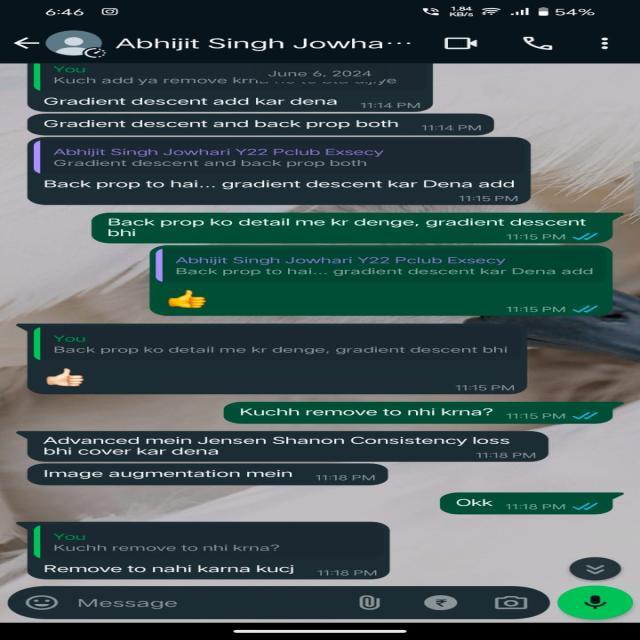 6:46
1.84
KB/s
54%
Abhijit Singh Jowha...
You
June 6, 2024
Kuch add ya remove
Gradient descent add kar dena 11:14 PM
Gradient descent and back prop both 11:14 PM
Abhijit Singh Jowhari Y22 Pclub Exsecy
Gradient descent and back prop both
Back prop to hai... gradient descent kar Dena add
11:15 PM
Back prop ko detail me kr denge, gradient descent
bhi 11:15 PM
Abhijit Singh Jowhari Y22 Pclub Exsecy
Back prop to hai... gradient descent kar Dena add
👍
11:15 PM
You
Back prop ko detail me kr denge, gradient descent bhi
👍🏻
11:15 PM
Kuchh remove to nhi krna? 11:15 PM
Advanced mein Jensen Shanon Consistency loss
bhi cover kar dena 11:18 PM
Image augmentation mein 11:18 PM
Okk 11:18 PM
You
Kuchh remove to nhi krna?
Remove to nahi karna kucj 11:18 PM
Message